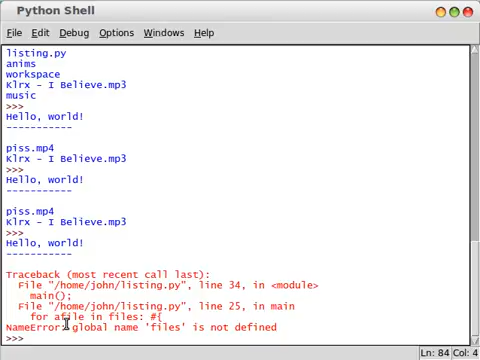 Python Shell
File Edit Debug Options Windows Help
listing.py
anims
workspace
Klrx - I Believe.mp3
music
>>>
Hello, world!
-----------
piss.mp4
Klrx - I Believe.mp3
>>>
Hello, world!
-----------
piss.mp4
Klrx - I Believe.mp3
>>>
Hello, world!
-----------
Traceback (most recent call last):
File "/home/john/listing.py", line 34, in <module>
main();
File "/home/john/listing.py", line 25, in main
for afile in files: #{
NameError: global name 'files' is not defined
>>>
Ln: 84 Col: 4